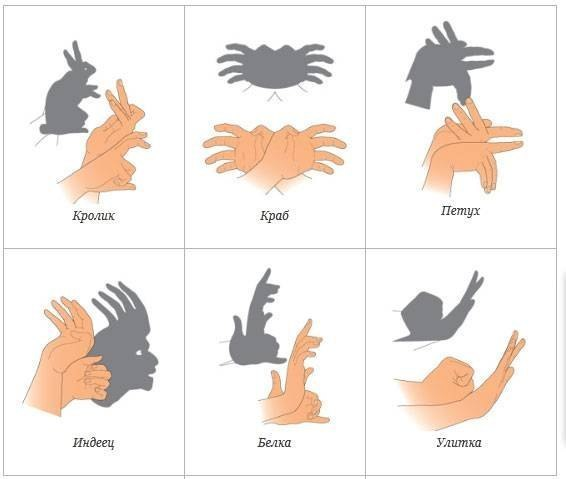 Кролик
Краб
Петух
Индеец
Белка
Улитка